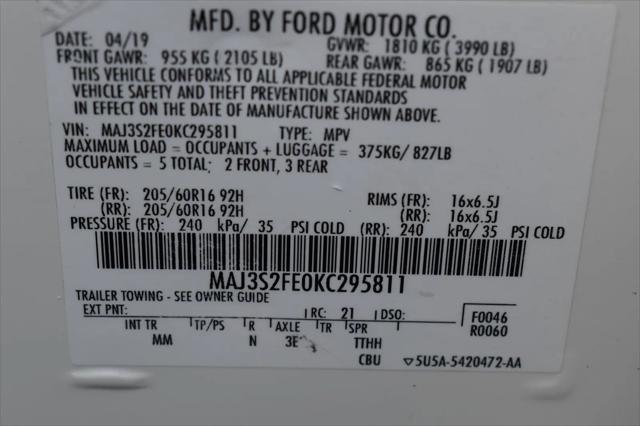 MFD. BY FORD MOTOR CO.
DATE: 04/19 GVWR: 1810 KG ( 3990 LB)
FRONT GAWR: 955 KG ( 2105 LB) REAR GAWR: 865 KG ( 1907 LB)
THIS VEHICLE CONFORMS TO ALL APPLICABLE FEDERAL MOTOR
VEHICLE SAFETY AND THEFT PREVENTION STANDARDS
IN EFFECT ON THE DATE OF MANUFACTURE SHOWN ABOVE.
VIN: MAJ3S2FE0KC295811 TYPE: MPV
MAXIMUM LOAD = OCCUPANTS + LUGGAGE = 375KG/ 827LB
OCCUPANTS = 5 TOTAL; 2 FRONT, 3 REAR
TIRE (FR): 205/60R16 92H RIMS (FR): 16x6.5J
(RR): 205/60R16 92H (RR): 16x6.5J
PRESSURE (FR): 240 kPa/ 35 PSI COLD (RR): 240 kPa/ 35 PSI COLD
MAJ3S2FE0KC295811
TRAILER TOWING - SEE OWNER GUIDE
EXT PNT: RC: 21 DSO: F0046
INT TR TP/PS R AXLE TR SPR R0060
MM N 3E TTHH
CBU ▽5U5A-5420472-AA